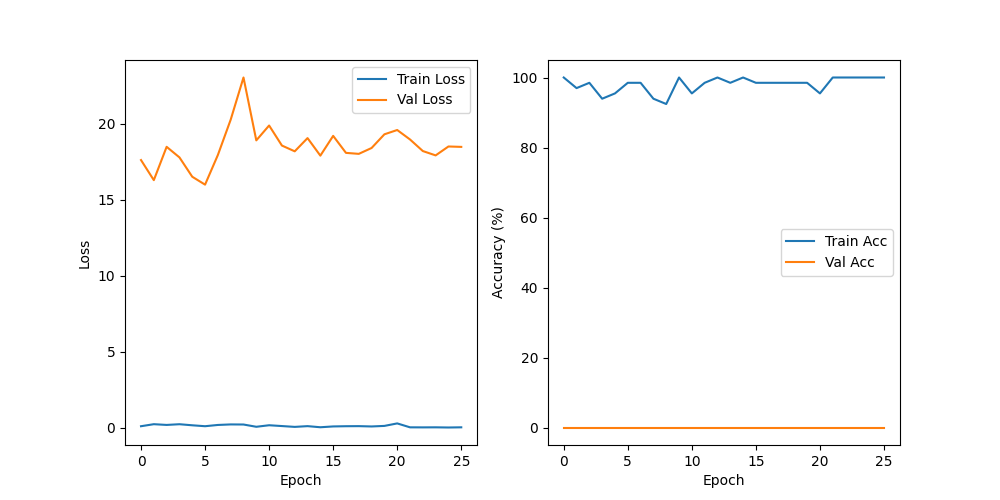 Train Loss
Val Loss
20
15
10
5
0
Loss
0 5 10 15 20 25
Epoch
100
80
60
40
20
0
Accuracy (%)
Train Acc
Val Acc
0 5 10 15 20 25
Epoch